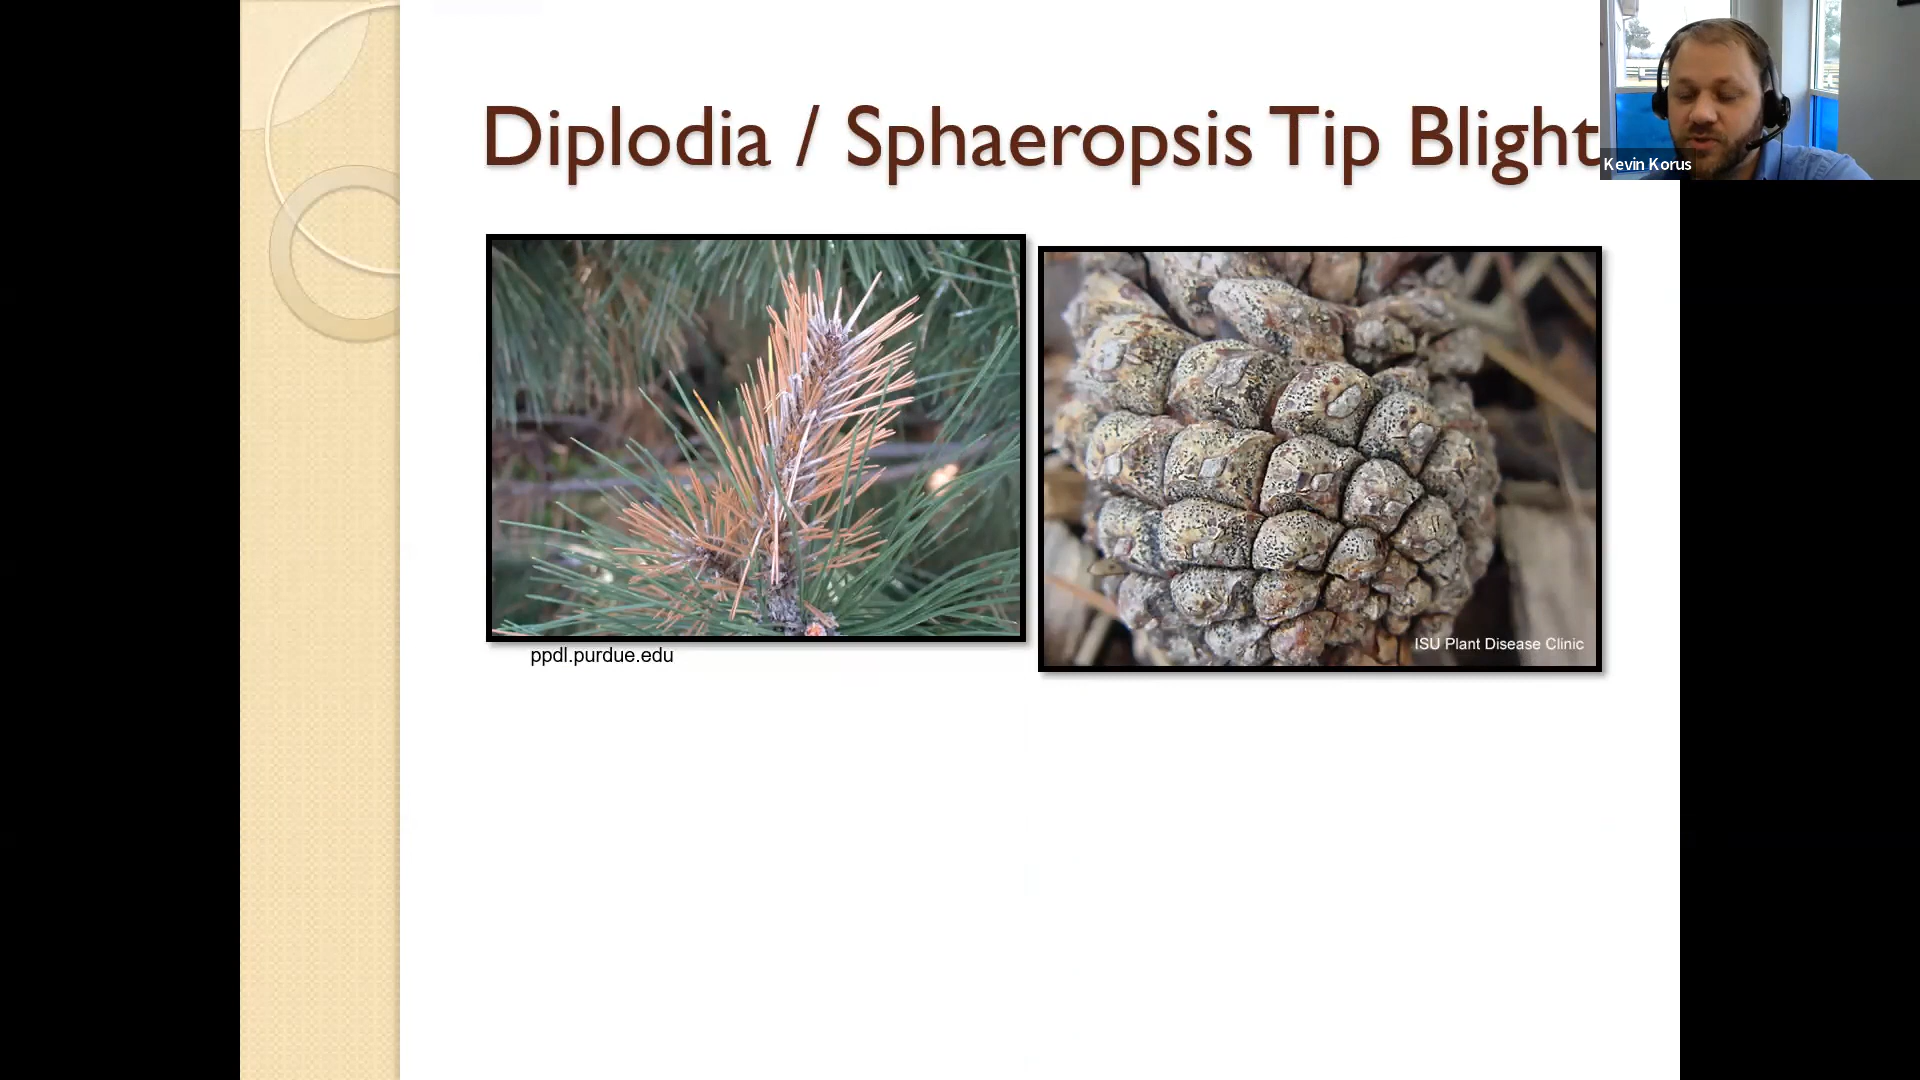 Diplodia / Sphaeropsis Tip Blight
Kevin Korus
ISU Plant Disease Clinic
ppdl.purdue.edu